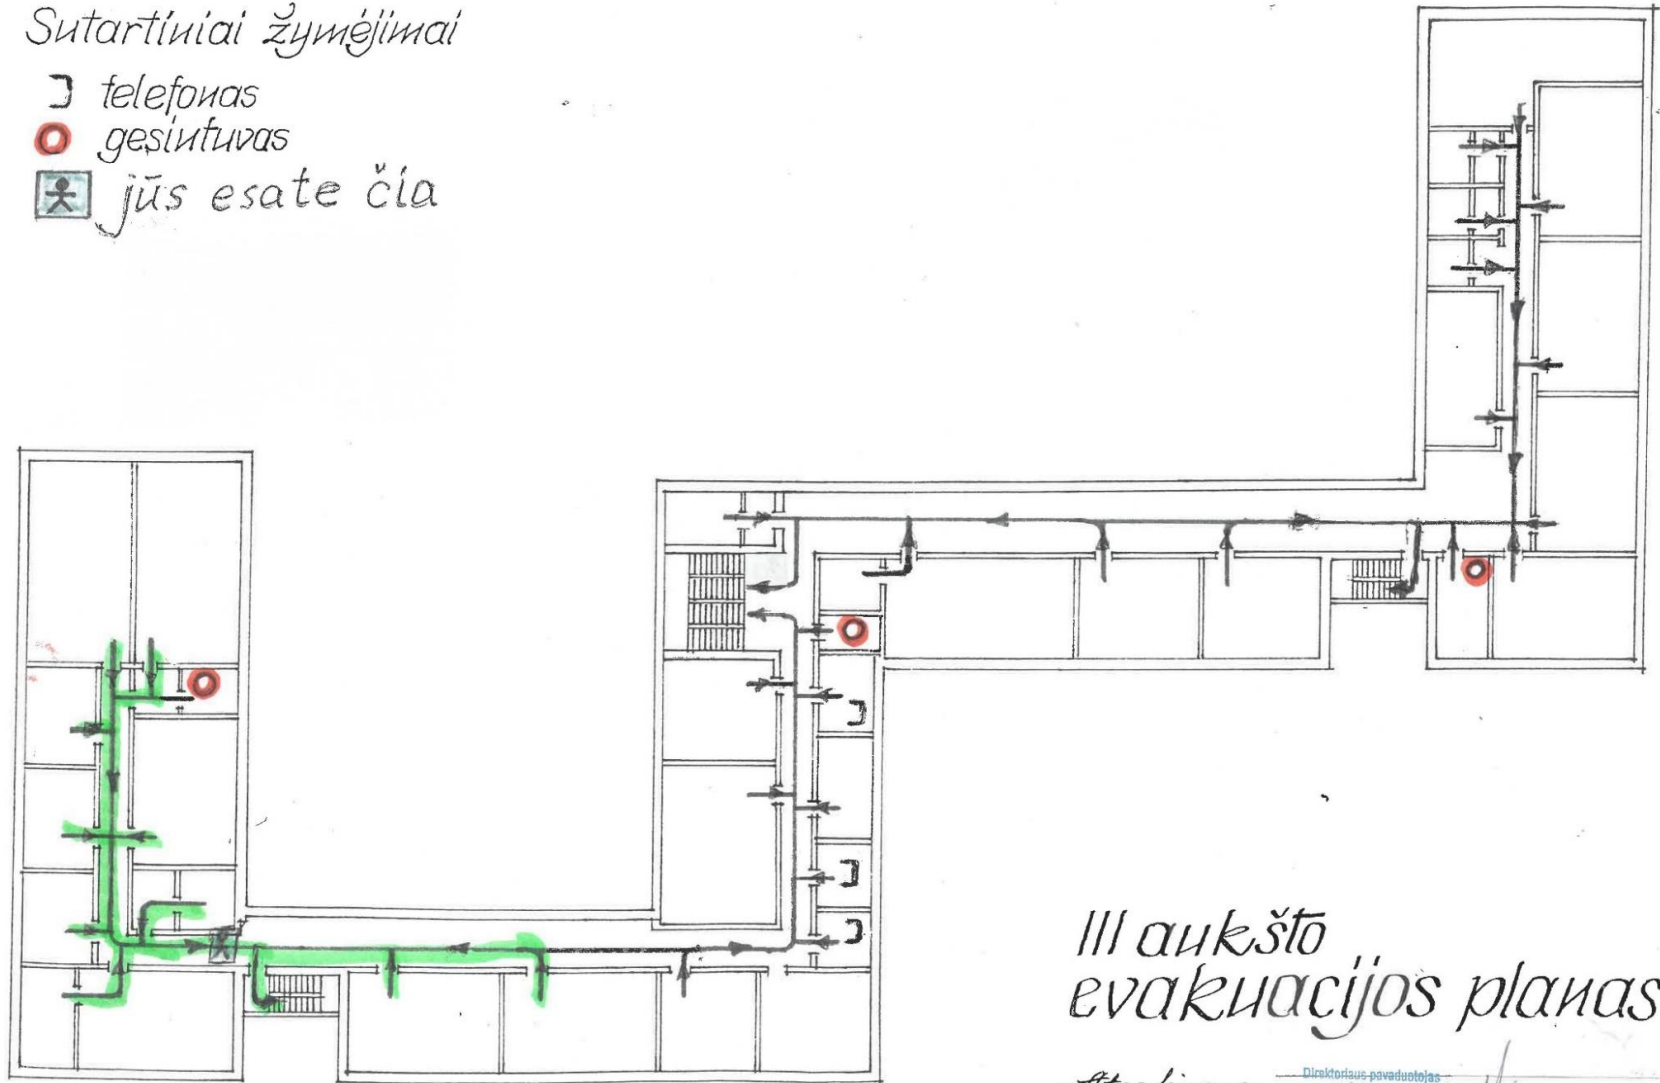 Sutartiniai žymėjimai
telefonas
gesintuvas
jūs esate čia
III aukšto
evakuacijos planas
Direktoriaus pavaduotojas